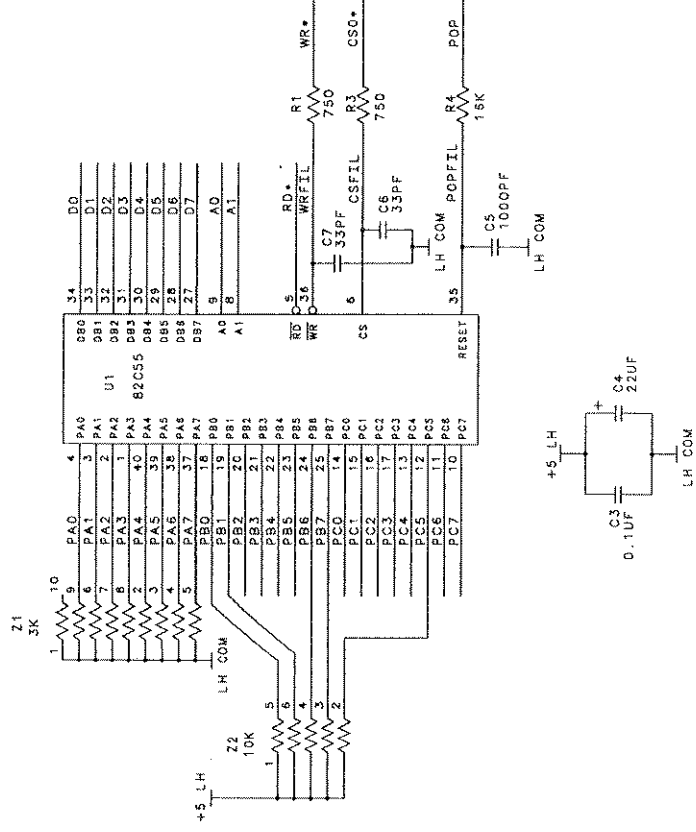 Z1
3K
1
10
9
6
7
8
2
3
4
5
LH COM
+5 LH
Z2
10K
1
5
6
4
3
2
PA0 4 PA0
PA1 3 PA1
PA2 2 PA2
PA3 1 PA3
PA4 40 PA4
PA5 39 PA5
PA6 38 PA6
PA7 37 PA7
PB0 18 PB0
PB1 19 PB1
PB2 20 PB2
PB3 21 PB3
PB4 22 PB4
PB5 23 PB5
PB6 24 PB6
PB7 25 PB7
PC0 14 PC0
PC1 15 PC1
PC2 16 PC2
PC3 17 PC3
PC4 13 PC4
PC5 12 PC5
PC6 11 PC6
PC7 10 PC7
U1
82C55
DB0 34 D0
DB1 33 D1
DB2 32 D2
DB3 31 D3
DB4 30 D4
DB5 29 D5
DB6 28 D6
DB7 27 D7
A0 9 A0
A1 8 A1
RD 5 RD*
WR 36 WRFIL
R1
750
WR*
C7
33PF
CS 6 CSFIL
R3
750
CS0*
C6
33PF
LH COM
RESET 35 POPFIL
R4
15K
POP
C5
1000PF
LH COM
+5 LH
C3
0.1UF
+
C4
22UF
LH COM